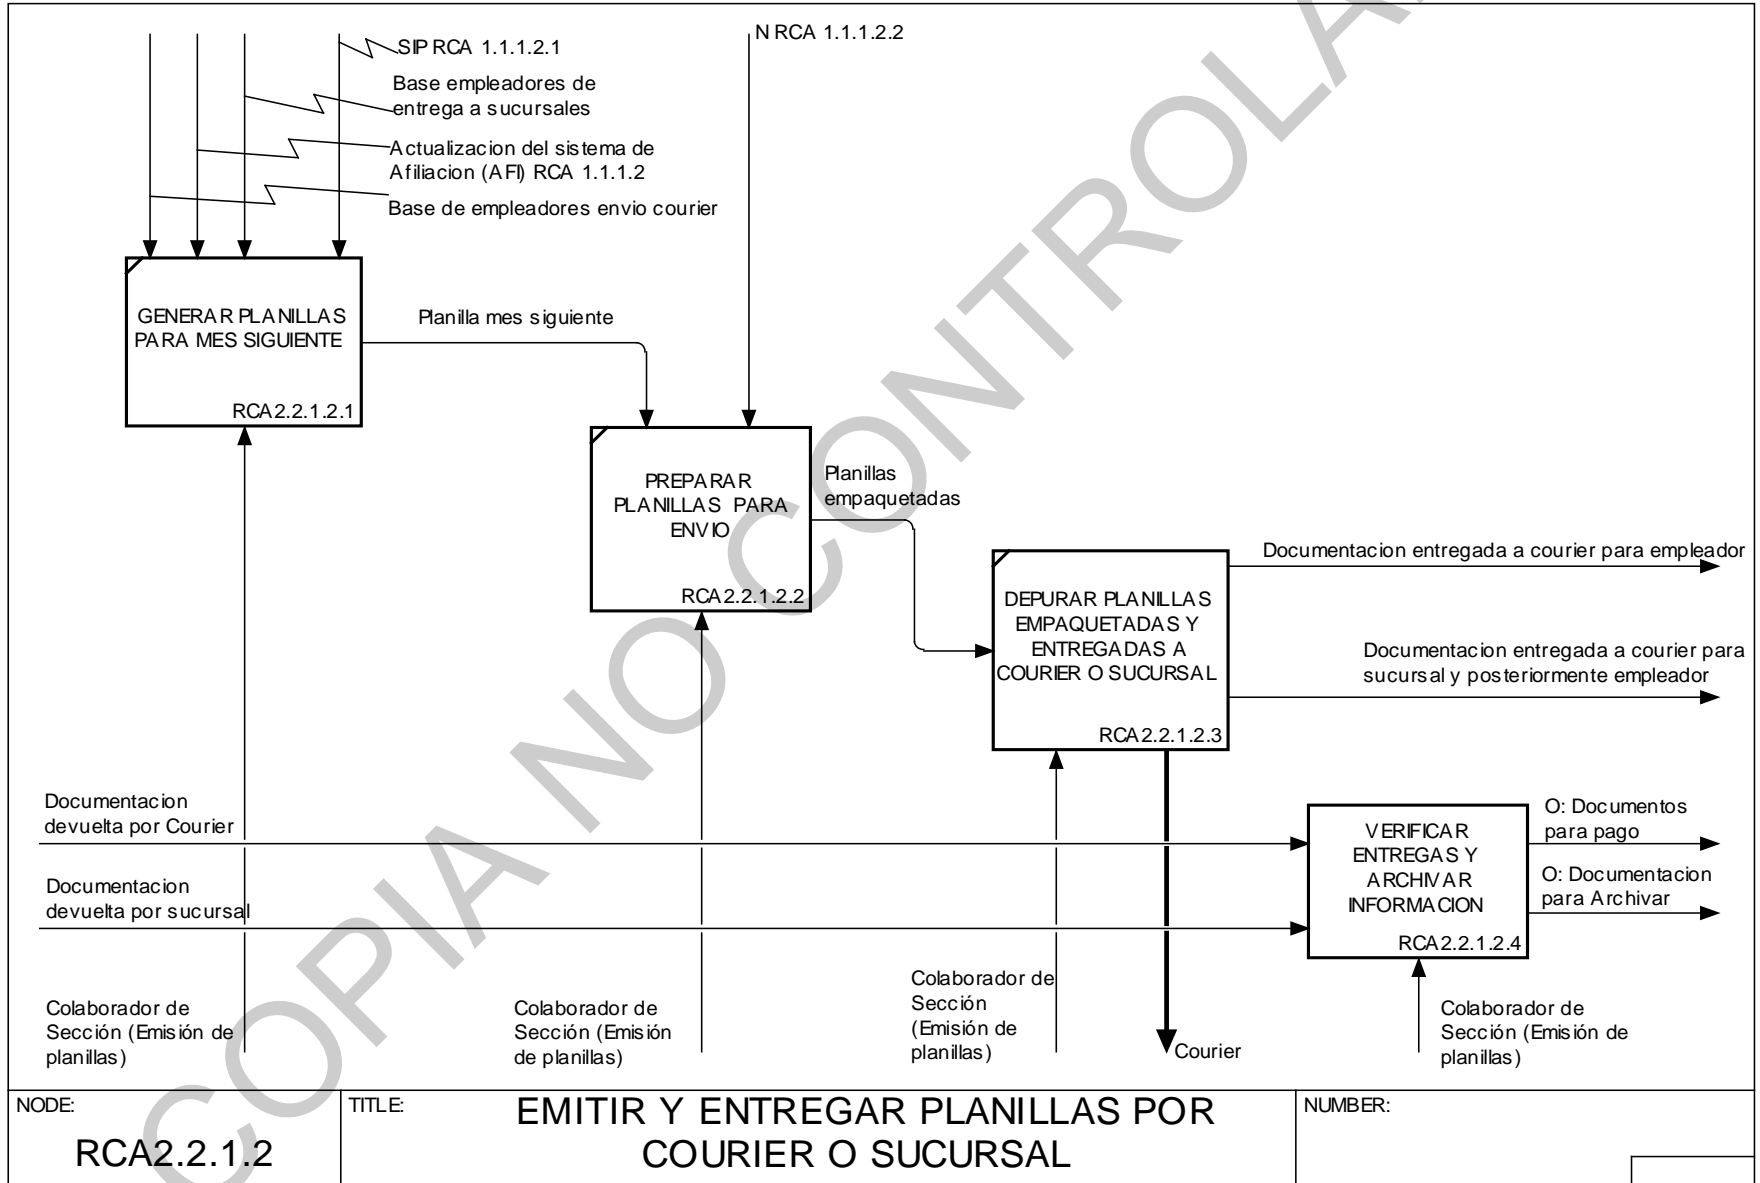 SIP RCA 1.1.1.2.1
N RCA 1.1.1.2.2
Base empleadores de
entrega a sucursales
Actualizacion del sistema de
Afiliacion (AFI) RCA 1.1.1.2
Base de empleadores envio courier
GENERAR PLANILLAS
PARA MES SIGUIENTE
RCA2.2.1.2.1
Planilla mes siguiente
PREPARAR
PLANILLAS PARA
ENVIO
RCA2.2.1.2.2
Planillas
empaquetadas
DEPURAR PLANILLAS
EMPAQUETADAS Y
ENTREGADAS A
COURIER O SUCURSAL
RCA2.2.1.2.3
Documentacion entregada a courier para empleador
Documentacion entregada a courier para
sucursal y posteriormente empleador
Documentacion
devuelta por Courier
Documentacion
devuelta por sucursal
VERIFICAR
ENTREGAS Y
ARCHIVAR
INFORMACION
RCA2.2.1.2.4
O: Documentos
para pago
O: Documentacion
para Archivar
Colaborador de
Sección (Emisión de
planillas)
Colaborador de
Sección (Emisión
de planillas)
Colaborador de
Sección
(Emisión de
planillas)
Courier
Colaborador de
Sección (Emisión de
planillas)
NODE:
RCA2.2.1.2
TITLE:
EMITIR Y ENTREGAR PLANILLAS POR
COURIER O SUCURSAL
NUMBER:
COPIA NO CONTROLA